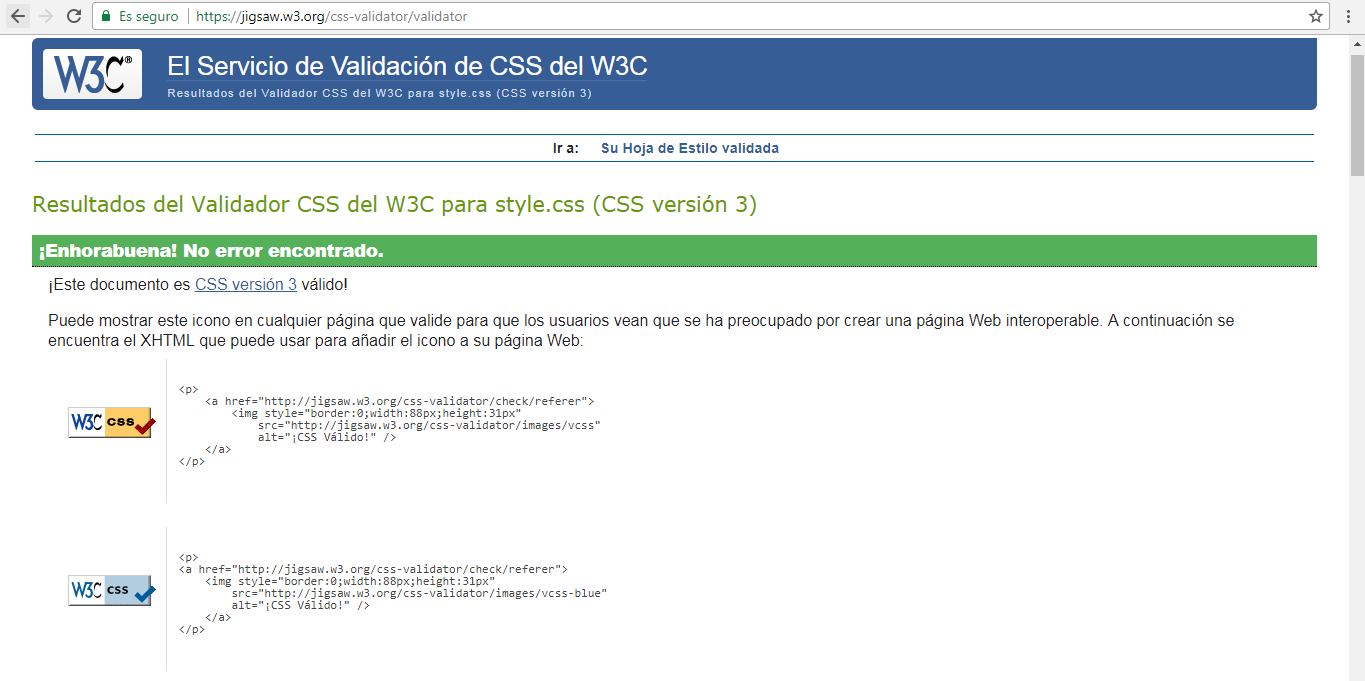 Es seguro https://jigsaw.w3.org/css-validator/validator
W3C®
El Servicio de Validación de CSS del W3C
Resultados del Validador CSS del W3C para style.css (CSS versión 3)
Ir a: Su Hoja de Estilo validada
Resultados del Validador CSS del W3C para style.css (CSS versión 3)
¡Enhorabuena! No error encontrado.
¡Este documento es CSS versión 3 válido!
Puede mostrar este icono en cualquier página que valide para que los usuarios vean que se ha preocupado por crear una página Web interoperable. A continuación se
encuentra el XHTML que puede usar para añadir el icono a su página Web:
W3C css
<p>
    <a href="http://jigsaw.w3.org/css-validator/check/referer">
        <img style="border:0;width:88px;height:31px"
            src="http://jigsaw.w3.org/css-validator/images/vcss"
            alt="¡CSS Válido!" />
    </a>
</p>
W3C css
<p>
<a href="http://jigsaw.w3.org/css-validator/check/referer">
    <img style="border:0;width:88px;height:31px"
        src="http://jigsaw.w3.org/css-validator/images/vcss-blue"
        alt="¡CSS Válido!" />
    </a>
</p>